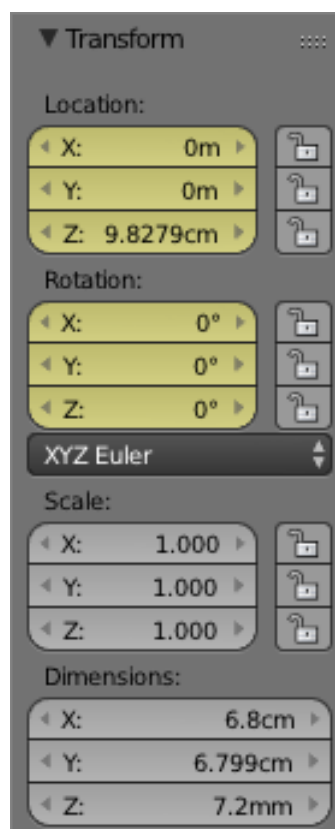 Transform
Location:
X: 0m
Y: 0m
Z: 9.8279cm
Rotation:
X: 0°
Y: 0°
Z: 0°
XYZ Euler
Scale:
X: 1.000
Y: 1.000
Z: 1.000
Dimensions:
X: 6.8cm
Y: 6.799cm
Z: 7.2mm